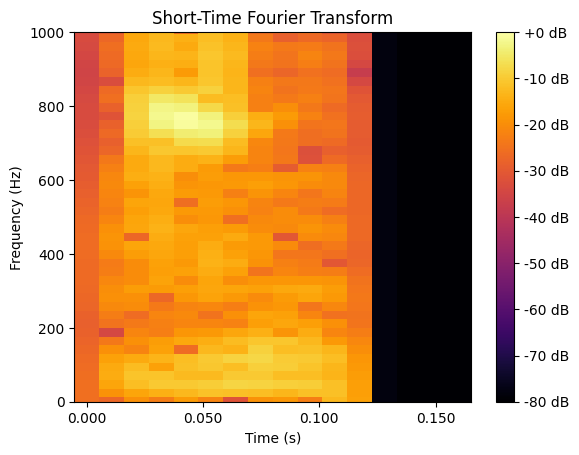 Short-Time Fourier Transform
1000
800
600
400
200
0
Frequency (Hz)
0.000
0.050
0.100
0.150
Time (s)
+0 dB
-10 dB
-20 dB
-30 dB
-40 dB
-50 dB
-60 dB
-70 dB
-80 dB